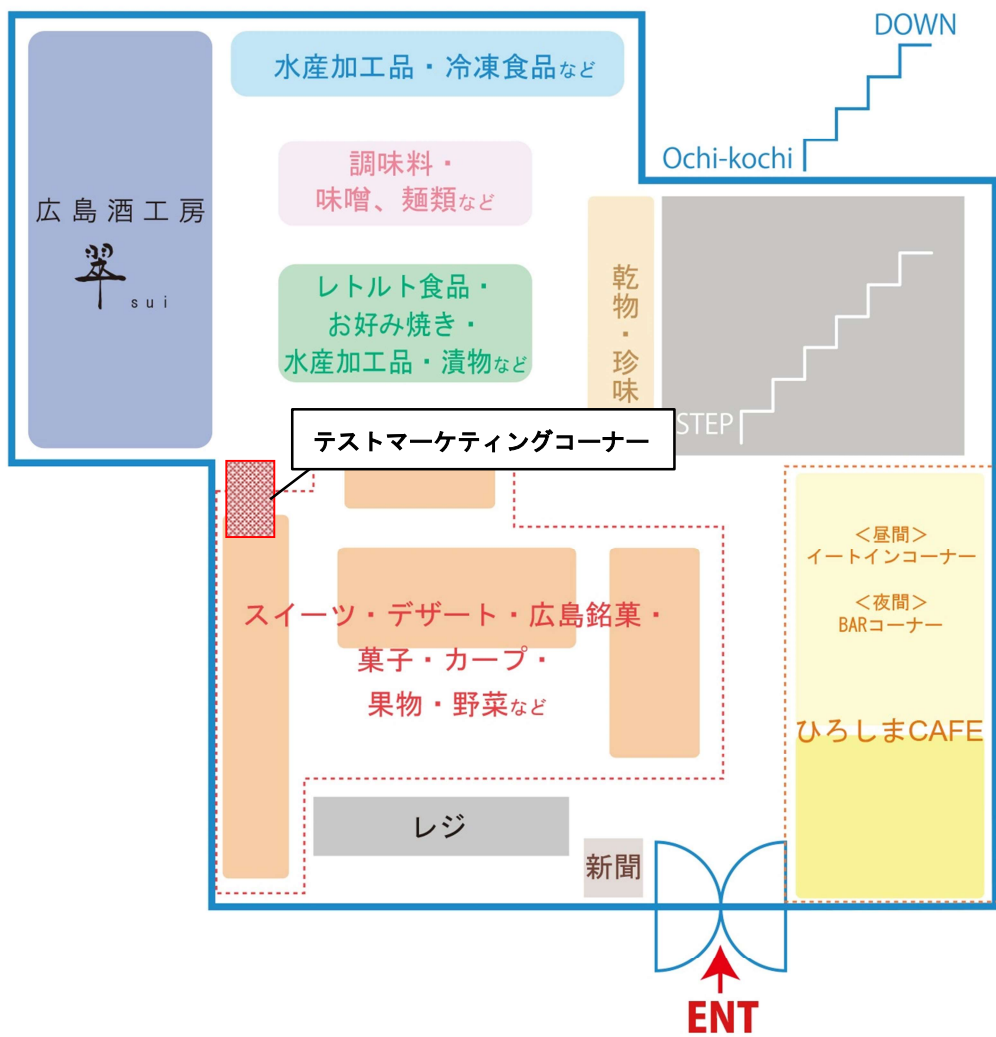 DOWN
水産加工品・冷凍食品など
Ochi-kochi
調味料・
味噌、麺類など
広島酒工房
翠
sui
レトルト食品・
お好み焼き・
水産加工品・漬物など
乾物・珍味
STEP
テストマーケティングコーナー
＜昼間＞
イートインコーナー
＜夜間＞
BARコーナー
スイーツ・デザート・広島銘菓・
菓子・カープ・
果物・野菜など
ひろしまCAFE
レジ
新聞
ENT